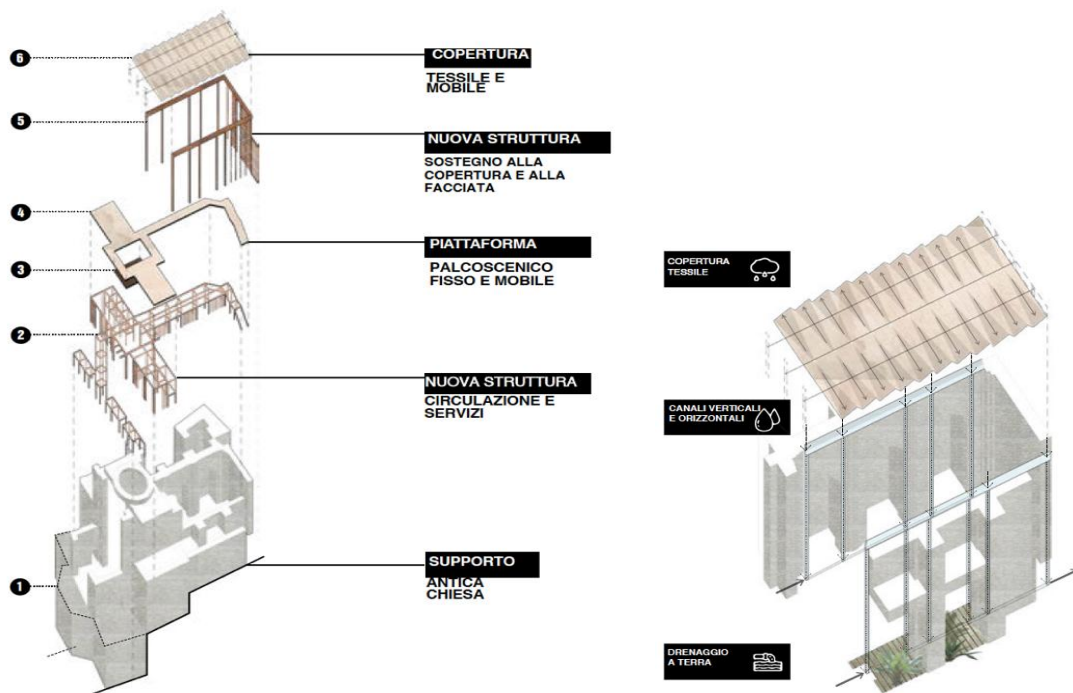 6
COPERTURA
TESSILE E
MOBILE
5
NUOVA STRUTTURA
SOSTEGNO ALLA
COPERTURA E ALLA
FACCIATA
4
PIATTAFORMA
3
PALCOSCENICO
FISSO E MOBILE
2
NUOVA STRUTTURA
CIRCULAZIONE E
SERVIZI
SUPPORTO
1
ANTICA
CHIESA
COPERTURA
TESSILE
CANALI VERTICALI
E ORIZZONTALI
DRENAGGIO
A TERRA